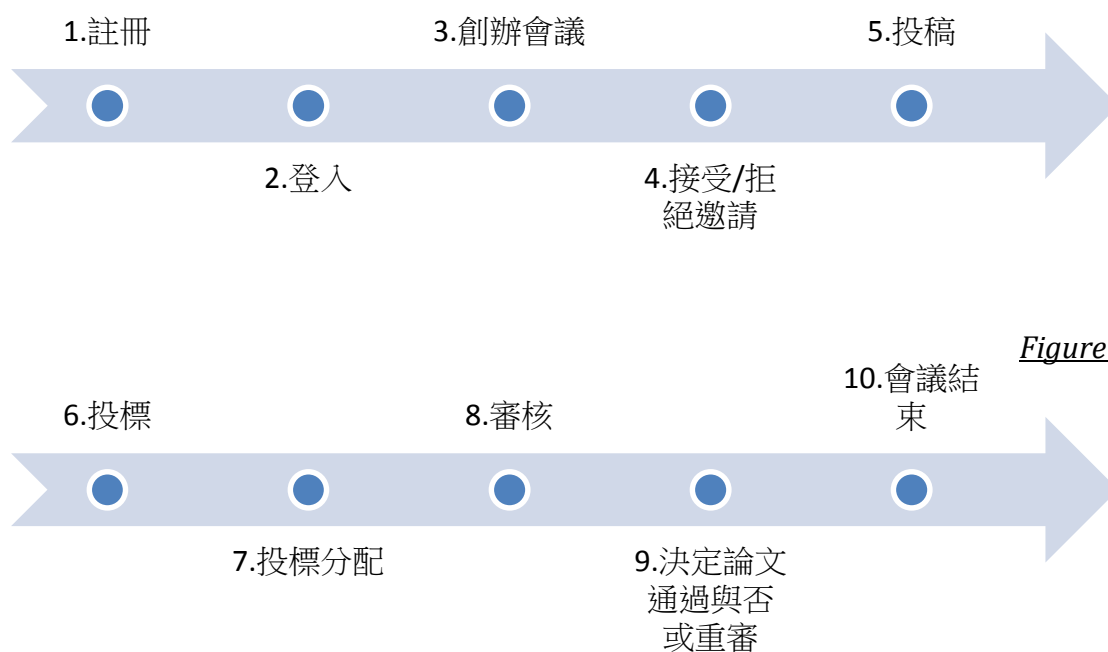 1.註冊
3.創辦會議
5.投稿
2.登入
4.接受/拒
絕邀請
Figure
10.會議結
束
6.投標
8.審核
7.投標分配
9.決定論文
通過與否
或重審